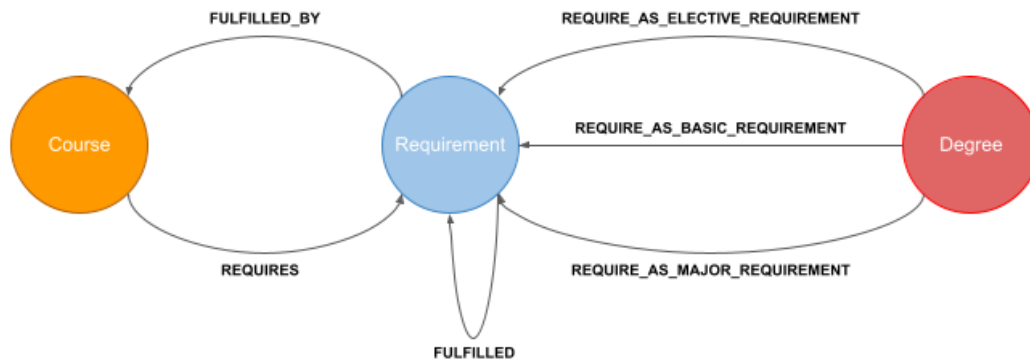 FULFILLED_BY
REQUIRE_AS_ELECTIVE_REQUIREMENT
Course
Requirement
REQUIRE_AS_BASIC_REQUIREMENT
Degree
REQUIRES
REQUIRE_AS_MAJOR_REQUIREMENT
FULFILLED